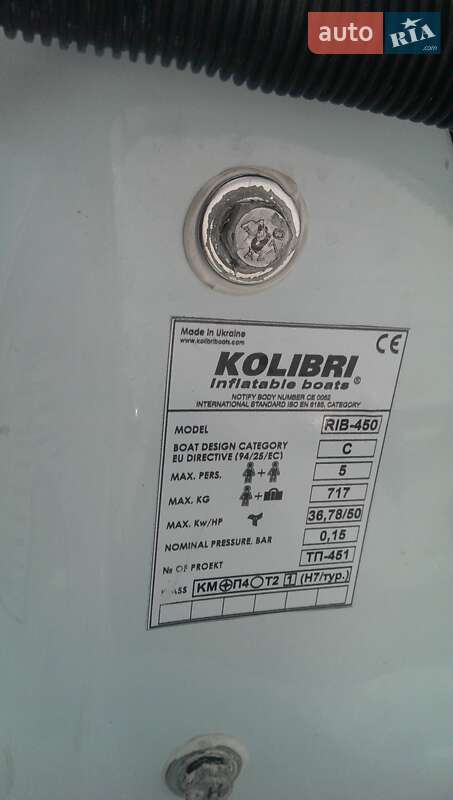 auto RIA.com
Made in Ukraine
www.kolibriboats.com
CE
KOLIBRI
Inflatable boats®
NOTIFY BODY NUMBER CE 0062
INTERNATIONAL STANDARD ISO EN 6185, CATEGORY
MODEL RIB-450
BOAT DESIGN CATEGORY
EU DIRECTIVE (94/25/EC) C
MAX. PERS. + 5
MAX. KG + 717
MAX. Kw/HP 36,78/50
NOMINAL PRESSURE, BAR 0,15
№ OF PROEKT ТП-451
КМ П4 Т2 1 (Н7/тур.)